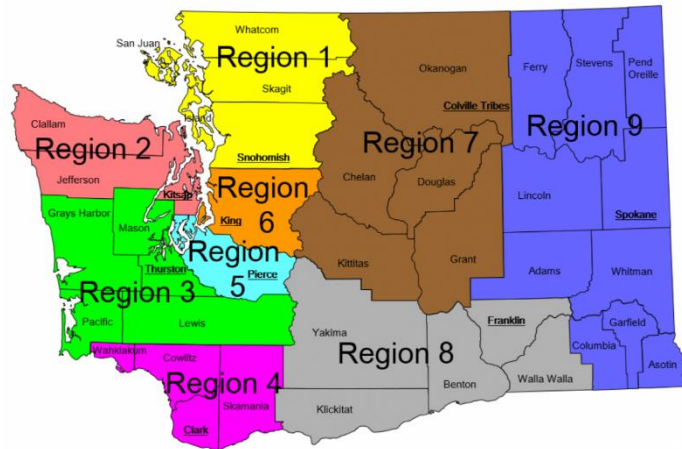 Whatcom
San Juan
Region 1
Okanogan
Ferry
Stevens
Pend
Oreille
Skagit
Island
Colville Tribes
Clallam
Region 2
Region 7
Region 9
Snohomish
Jefferson
Kitsap
Chelan
Douglas
Region
6
King
Lincoln
Spokane
Grays Harbor
Mason
Region
5
Pierce
Thurston
Kittitas
Grant
Adams
Whitman
Region 3
Pacific
Lewis
Yakima
Region 8
Franklin
Garfield
Columbia
Asotin
Wahkiakum
Cowlitz
Region 4
Skamania
Clark
Benton
Walla Walla
Klickitat